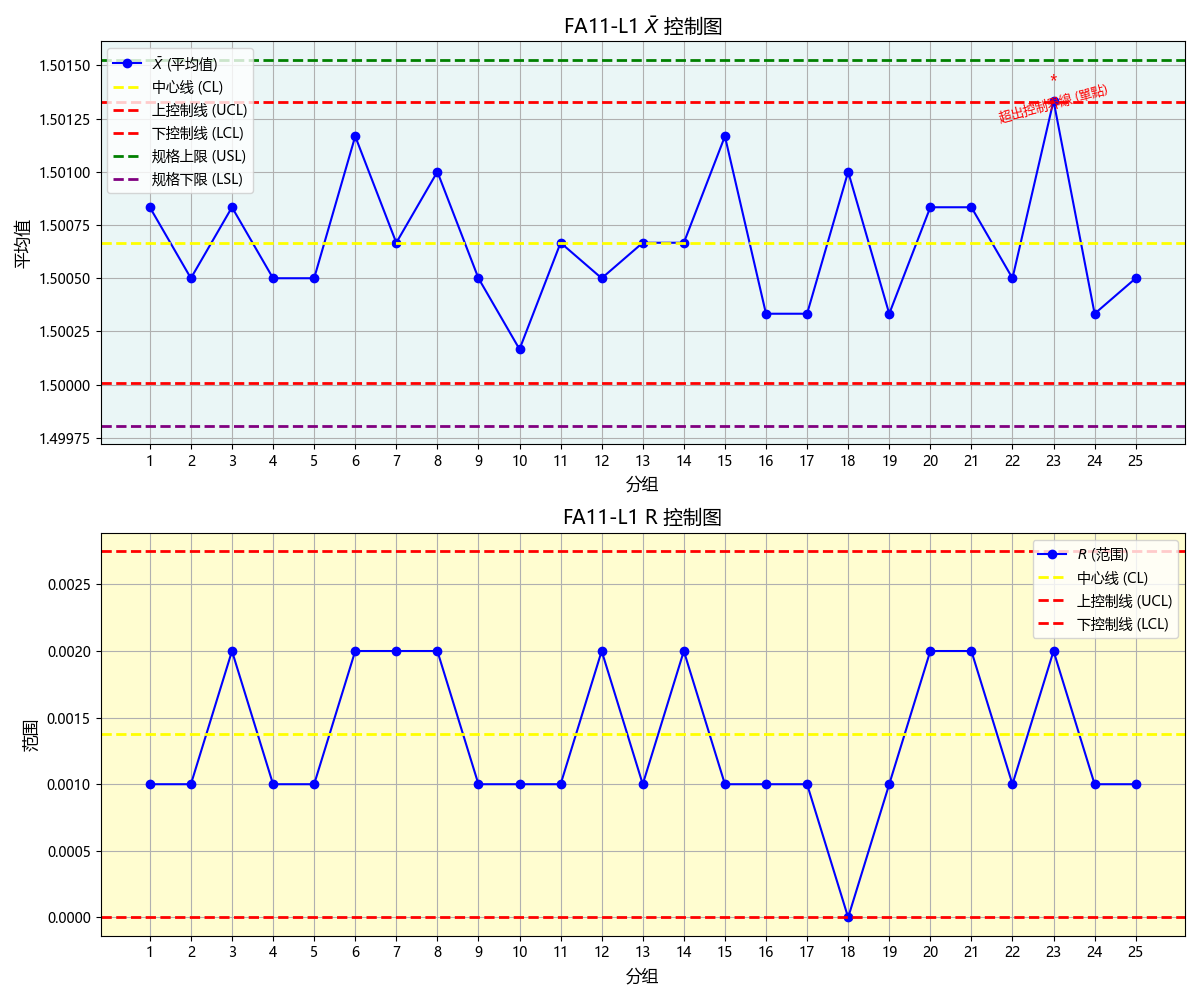 FA11-L1 X̄ 控制图
平均值
1.50150
1.50125
1.50100
1.50075
1.50050
1.50025
1.50000
1.49975
X̄ (平均值)
中心线 (CL)
上控制线 (UCL)
下控制线 (LCL)
规格上限 (USL)
规格下限 (LSL)
*
超出控制界線 (單點)
1 2 3 4 5 6 7 8 9 10 11 12 13 14 15 16 17 18 19 20 21 22 23 24 25
分组
FA11-L1 R 控制图
范围
0.0025
0.0020
0.0015
0.0010
0.0005
0.0000
R (范围)
中心线 (CL)
上控制线 (UCL)
下控制线 (LCL)
1 2 3 4 5 6 7 8 9 10 11 12 13 14 15 16 17 18 19 20 21 22 23 24 25
分组